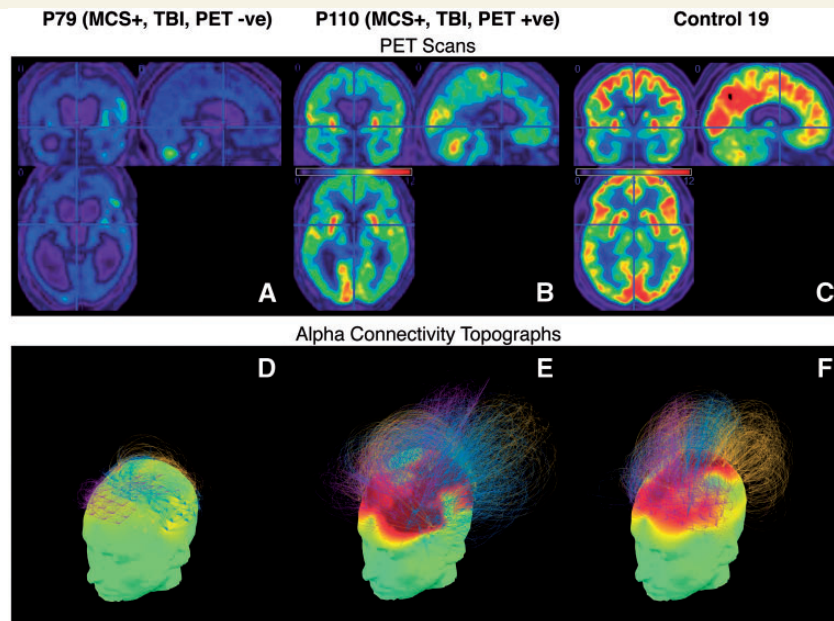 P79 (MCS+, TBI, PET -ve) P110 (MCS+, TBI, PET +ve) Control 19
PET Scans
A B C
Alpha Connectivity Topographs
D E F